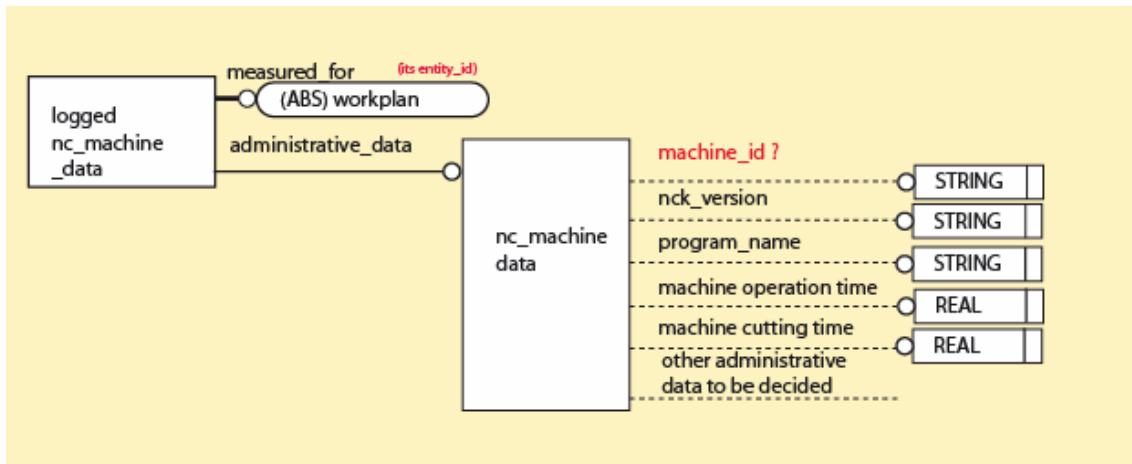 measured_for (its entity_id)
(ABS) workplan
logged
nc_machine
_data
administrative_data
nc_machine
data
machine_id ?
STRING
nck_version
STRING
program_name
STRING
machine operation time
REAL
machine cutting time
REAL
other administrative
data to be decided